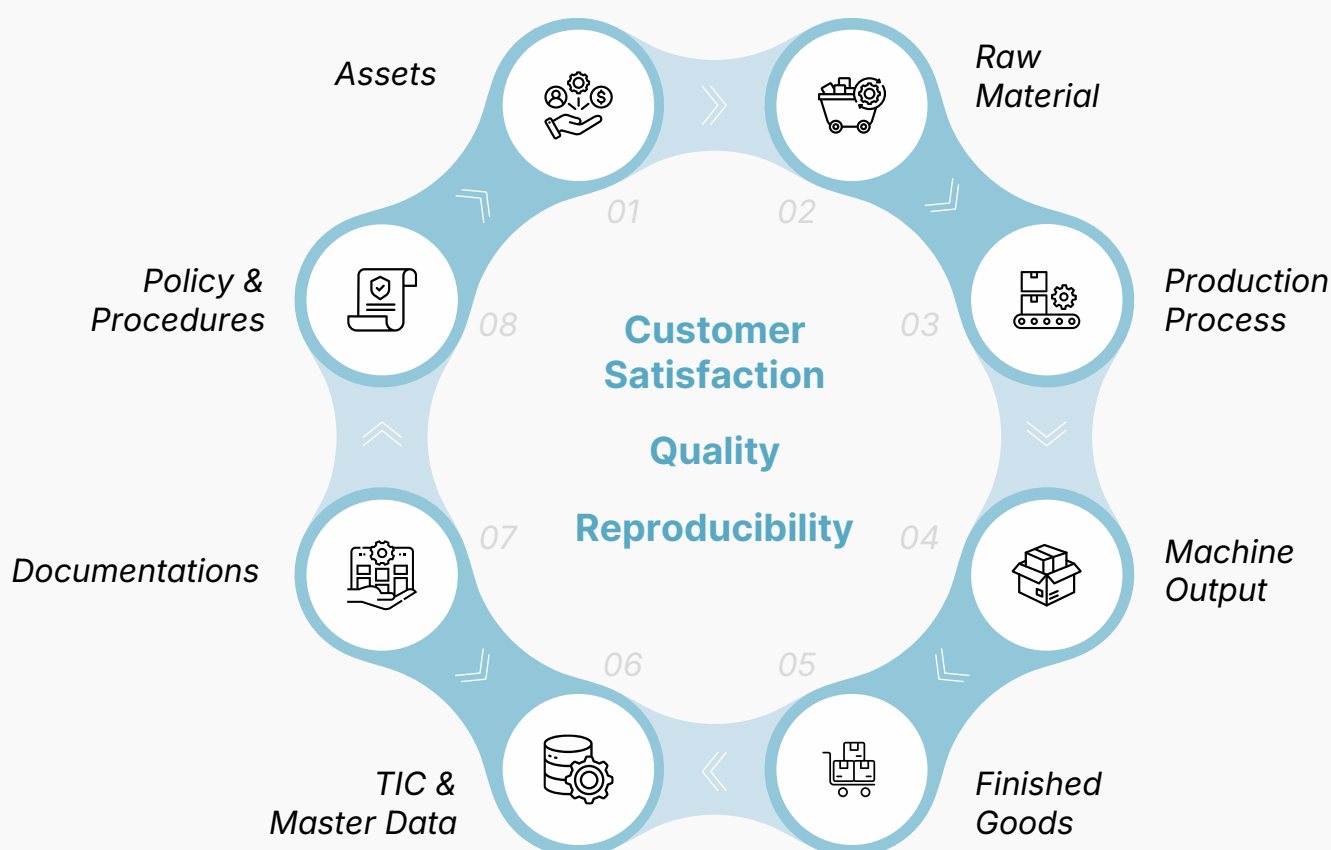 Assets
Raw
Material
01
02
Policy &
Procedures
08
Customer
Satisfaction
03
Production
Process
Quality
Reproducibility
Documentations
07
04
Machine
Output
06
05
TIC &
Master Data
Finished
Goods